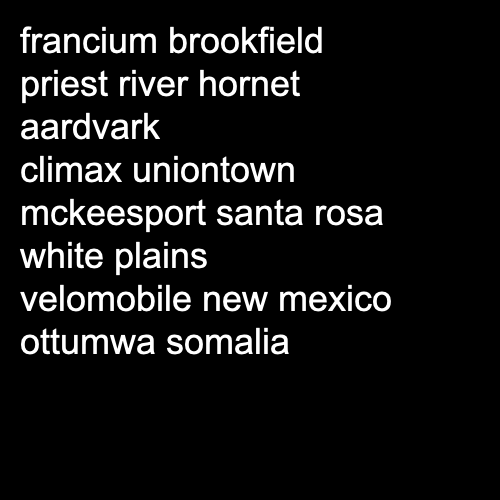 francium brookfield
priest river hornet
aardvark
climax uniontown
mckeesport santa rosa
white plains
velomobile new mexico
ottumwa somalia